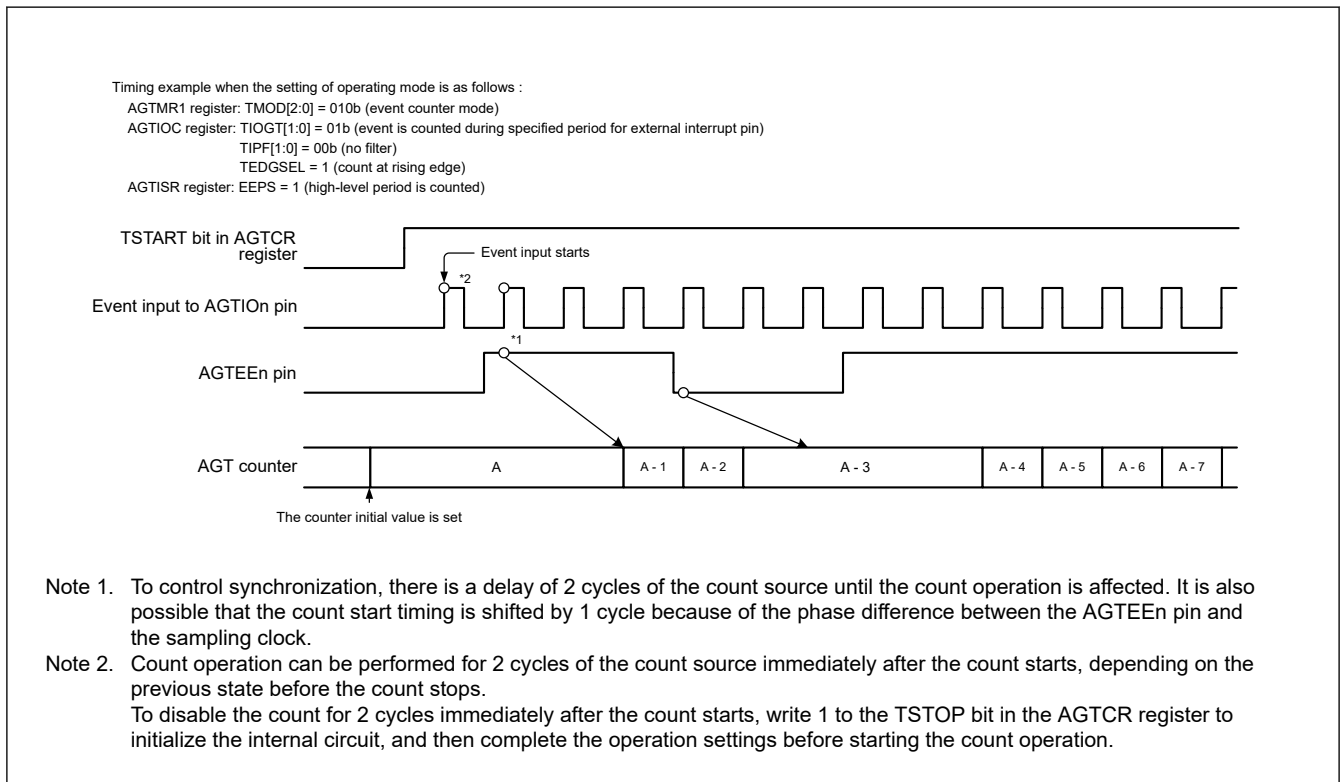 Timing example when the setting of operating mode is as follows :
AGTMR1 register: TMOD[2:0] = 010b (event counter mode)
AGTIOC register: TIOGT[1:0] = 01b (event is counted during specified period for external interrupt pin)
TIPF[1:0] = 00b (no filter)
TEDGSEL = 1 (count at rising edge)
AGTISR register: EEPS = 1 (high-level period is counted)
TSTART bit in AGTCR
register
Event input starts
*2
Event input to AGTIOn pin
*1
AGTEEn pin
AGT counter
A
A - 1
A - 2
A - 3
A - 4
A - 5
A - 6
A - 7
The counter initial value is set
Note 1. To control synchronization, there is a delay of 2 cycles of the count source until the count operation is affected. It is also
possible that the count start timing is shifted by 1 cycle because of the phase difference between the AGTEEn pin and
the sampling clock.
Note 2. Count operation can be performed for 2 cycles of the count source immediately after the count starts, depending on the
previous state before the count stops.
To disable the count for 2 cycles immediately after the count starts, write 1 to the TSTOP bit in the AGTCR register to
initialize the internal circuit, and then complete the operation settings before starting the count operation.